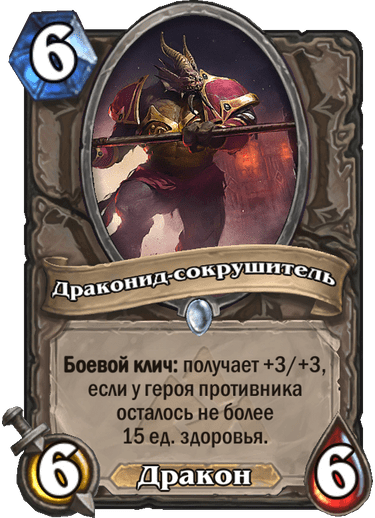 6
Драконид-сокрушитель
Боевой клич: получает +3/+3,
если у героя противника
осталось не более
15 ед. здоровья.
6
Дракон
6